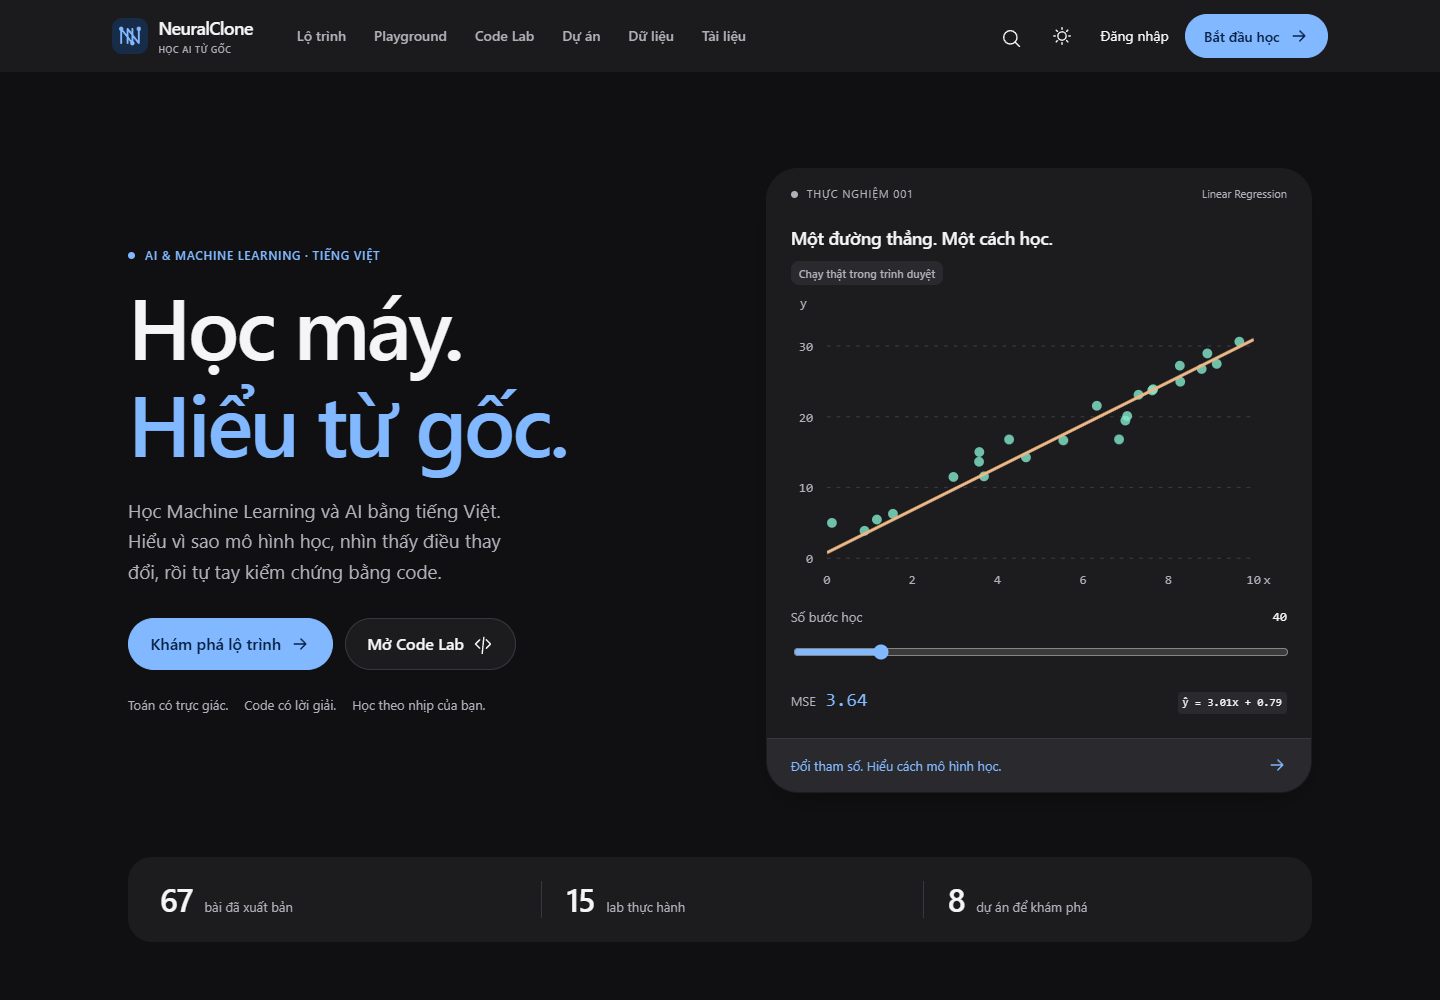 NeuralClone
HỌC AI TỪ GỐC
Lộ trình
Playground
Code Lab
Dự án
Dữ liệu
Tài liệu
Đăng nhập
Bắt đầu học
AI & MACHINE LEARNING · TIẾNG VIỆT
Học máy.
Hiểu từ gốc.
Học Machine Learning và AI bằng tiếng Việt.
Hiểu vì sao mô hình học, nhìn thấy điều thay
đổi, rồi tự tay kiểm chứng bằng code.
Khám phá lộ trình
Mở Code Lab
Toán có trực giác.
Code có lời giải.
Học theo nhịp của bạn.
THỰC NGHIỆM 001
Linear Regression
Một đường thẳng. Một cách học.
Chạy thật trong trình duyệt
y
30
20
10
0
0 2 4 6 8 10 x
Số bước học
40
MSE 3.64
ŷ = 3.01x + 0.79
Đổi tham số. Hiểu cách mô hình học.
67 bài đã xuất bản
15 lab thực hành
8 dự án để khám phá